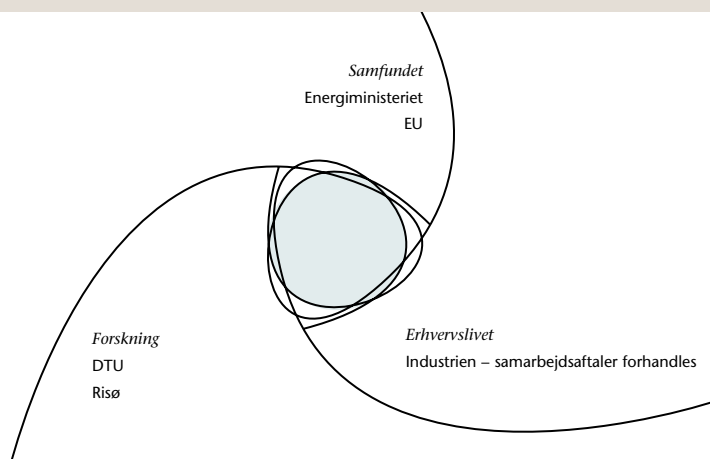 Samfundet
Energiministeriet
EU
Forskning
DTU
Risø
Erhvervslivet
Industrien – samarbejdsaftaler forhandles